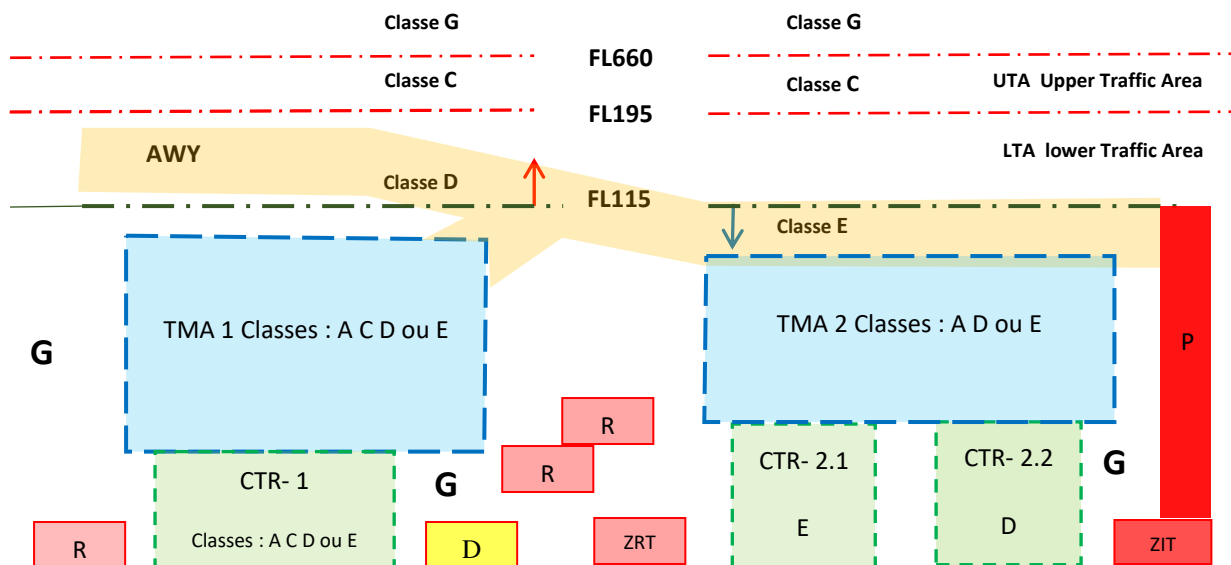 Classe G
Classe G
FL660
Classe C
Classe C
UTA Upper Traffic Area
FL195
AWY
LTA lower Traffic Area
Classe D
FL115
Classe E
TMA 1 Classes : A C D ou E
TMA 2 Classes : A D ou E
G
P
R
R
CTR- 1
G
CTR- 2.1
CTR- 2.2
G
Classes : A C D ou E
E
D
R
D
ZRT
ZIT